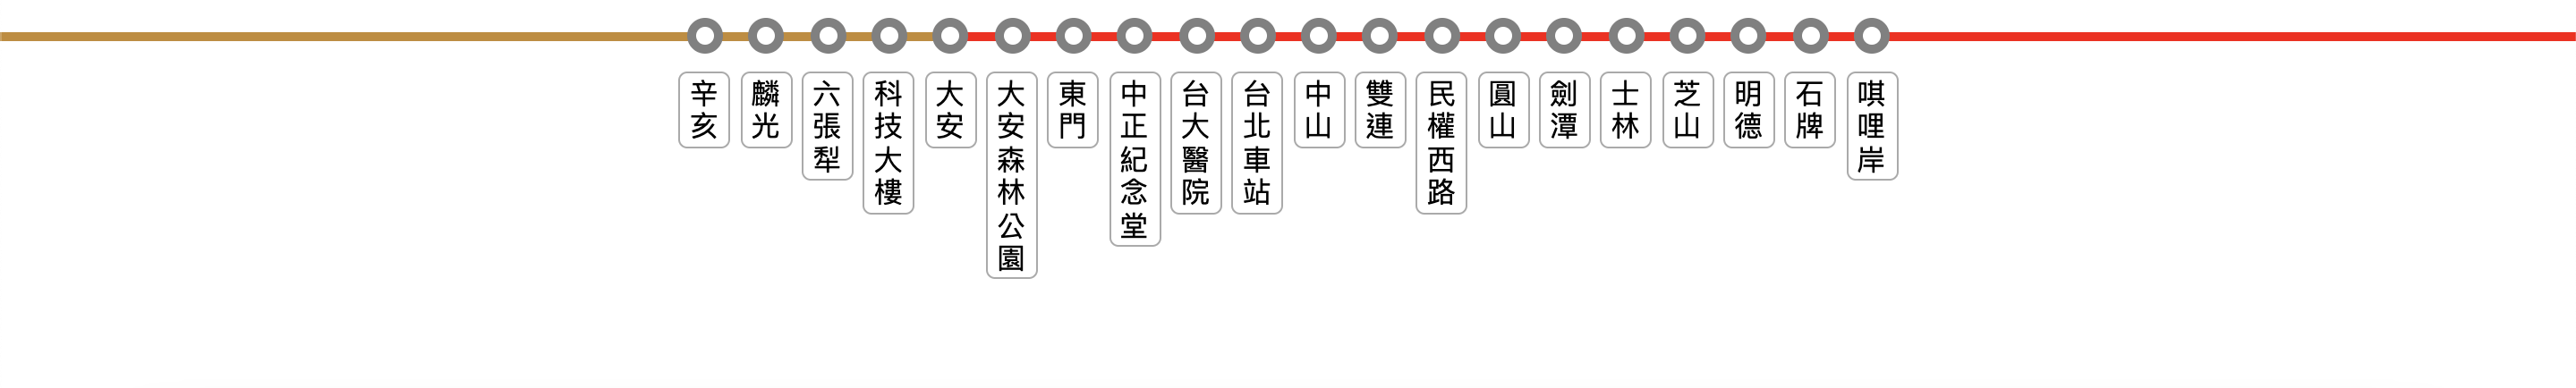 辛亥
麟光
六張犁
科技大樓
大安
大安森林公園
東門
中正紀念堂
台大醫院
台北車站
中山
雙連
民權西路
圓山
劍潭
士林
芝山
明德
石牌
唭哩岸